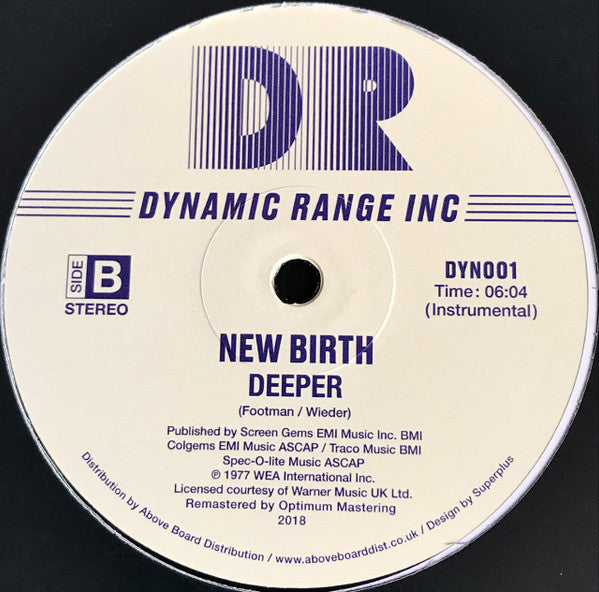 DR
DYNAMIC RANGE INC
SIDE B
STEREO
DYN001
Time: 06:04
(Instrumental)
NEW BIRTH
DEEPER
(Footman / Wieder)
Published by Screen Gems EMI Music Inc. BMI
Colgems EMI Music ASCAP / Traco Music BMI
Spec-O-lite Music ASCAP
℗ 1977 WEA International Inc.
Licensed courtesy of Warner Music UK Ltd.
Remastered by Optimum Mastering
2018
Distribution by Above Board Distribution / www.aboveboarddist.co.uk / Design by Superplus